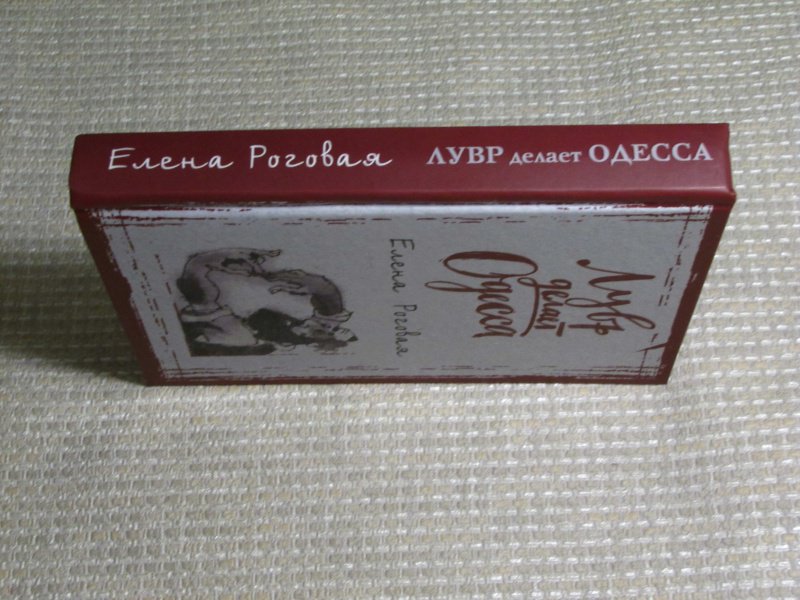 Елена Роговая ЛУВР делает ОДЕССА
Лувр
делает
Одесса
Елена Роговая